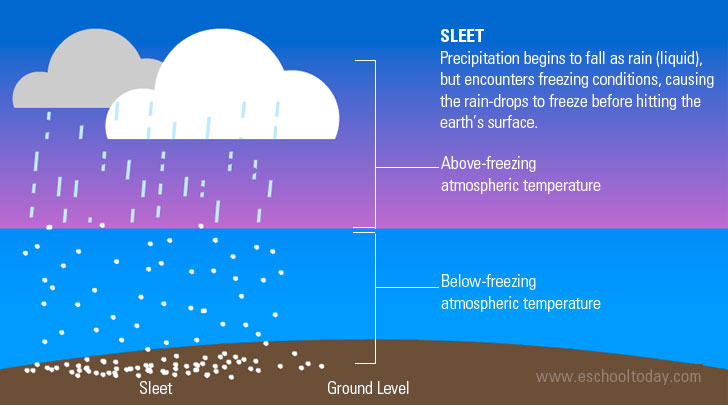 SLEET
Precipitation begins to fall as rain (liquid),
but encounters freezing conditions, causing
the rain-drops to freeze before hitting the
earth's surface.
Above-freezing
atmospheric temperature
Below-freezing
atmospheric temperature
www.eschooltoday.com
Sleet
Ground Level